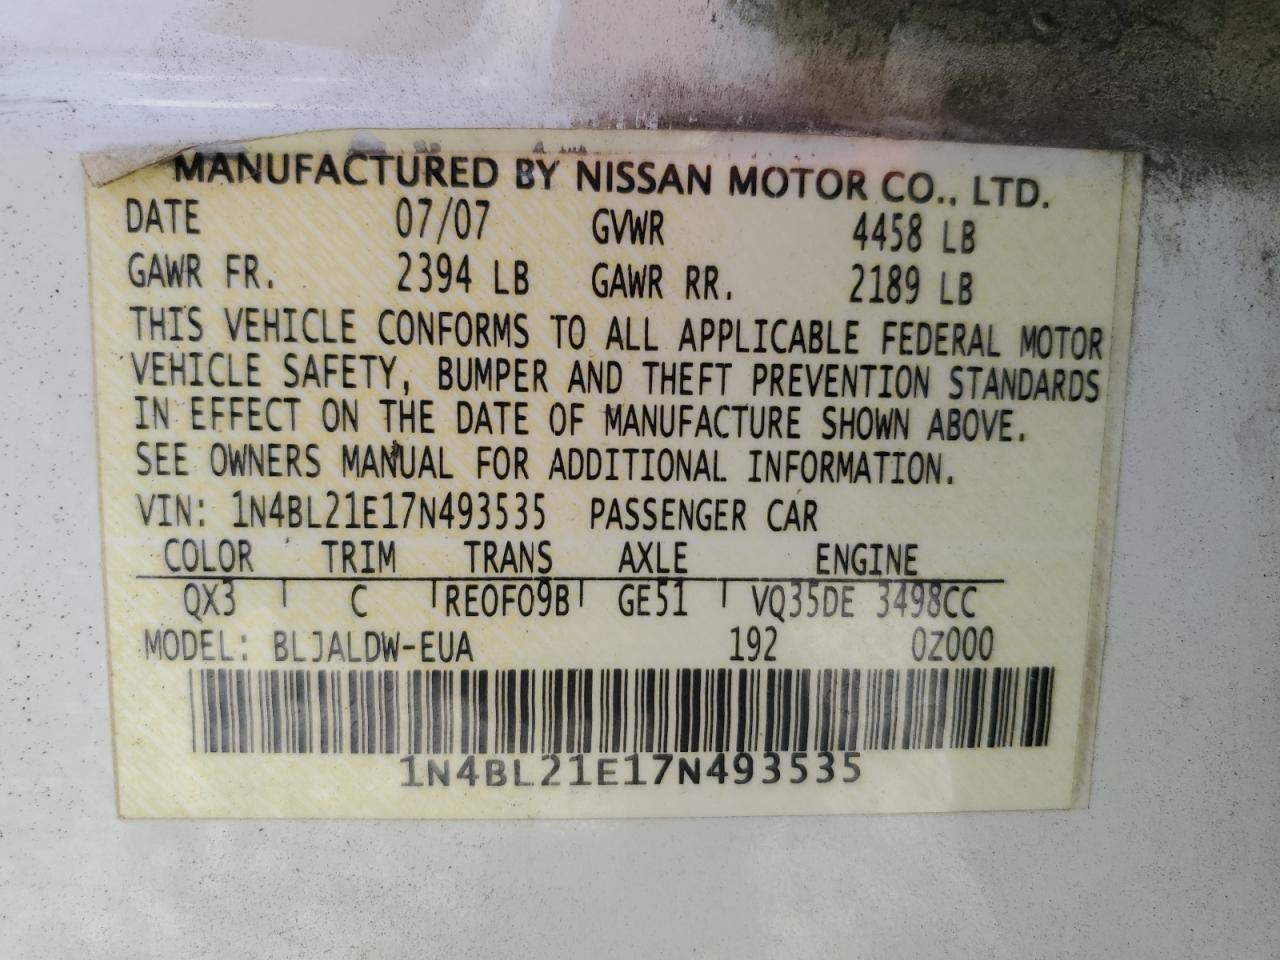 MANUFACTURED BY NISSAN MOTOR CO., LTD.
DATE 07/07 GVWR 4458 LB
GAWR FR. 2394 LB GAWR RR. 2189 LB
THIS VEHICLE CONFORMS TO ALL APPLICABLE FEDERAL MOTOR
VEHICLE SAFETY, BUMPER AND THEFT PREVENTION STANDARDS
IN EFFECT ON THE DATE OF MANUFACTURE SHOWN ABOVE.
SEE OWNERS MANUAL FOR ADDITIONAL INFORMATION.
VIN: 1N4BL21E17N493535 PASSENGER CAR
COLOR TRIM TRANS AXLE ENGINE
QX3 C RE0F09B GE51 VQ35DE 3498CC
MODEL: BLJALDW-EUA 192 0Z000
1N4BL21E17N493535